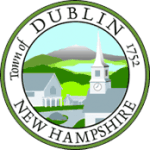 Town of
DUBLIN
1752
NEW HAMPSHIRE